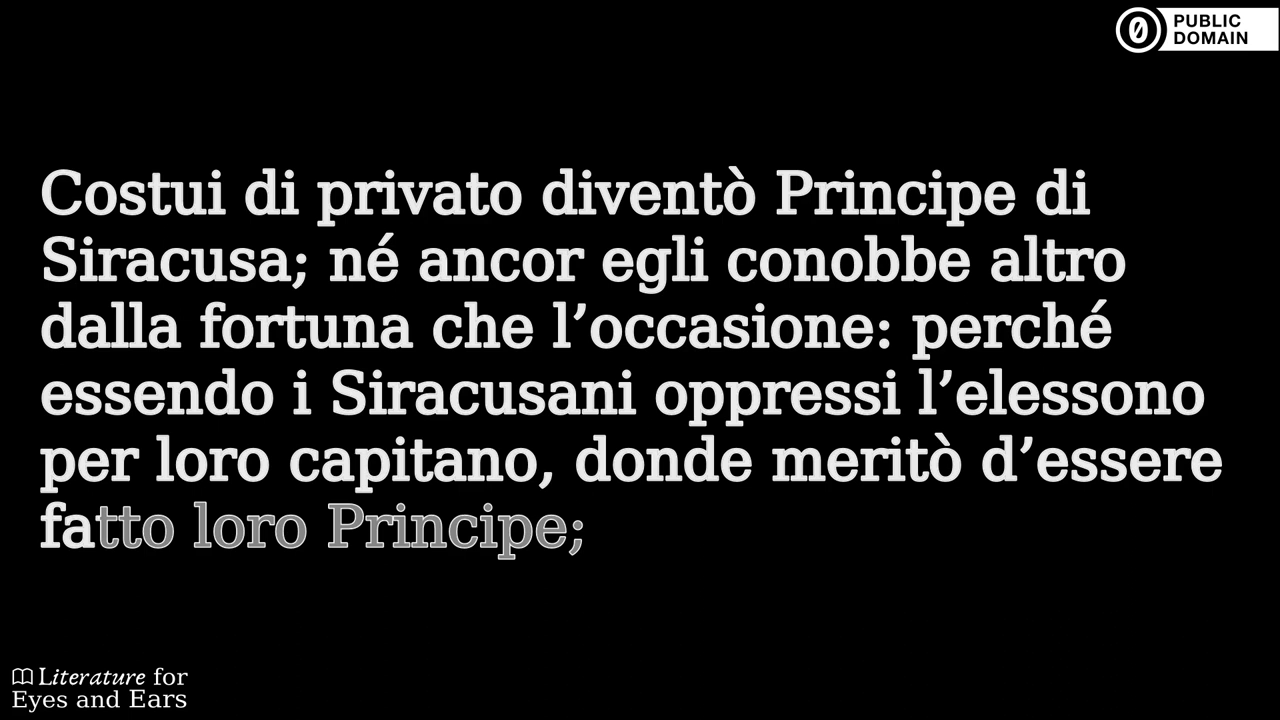 PUBLIC
DOMAIN
Costui di privato diventò Principe di
Siracusa; né ancor egli conobbe altro
dalla fortuna che l’occasione: perché
essendo i Siracusani oppressi l’elessono
per loro capitano, donde meritò d’essere
fatto loro Principe;
Literature for
Eyes and Ears